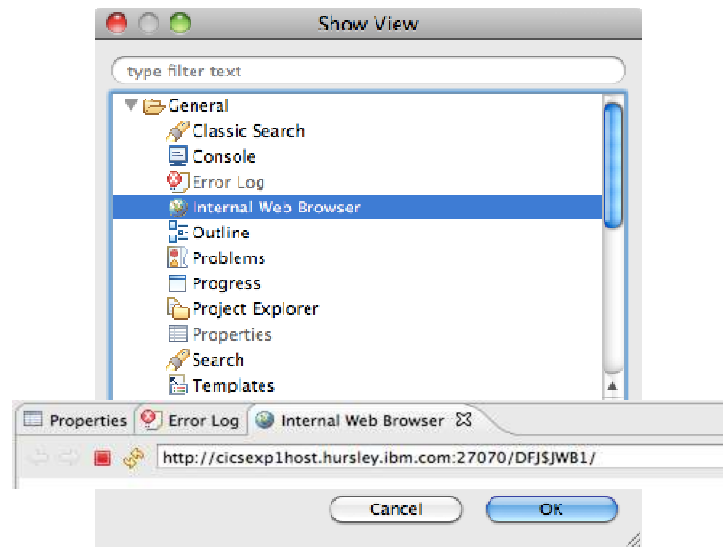 Show View
type filter text
General
Classic Search
Console
Error Log
Internal Web Browser
Outline
Problems
Progress
Project Explorer
Properties
Search
Templates
Properties Error Log Internal Web Browser
http://cicsexp1host.hursley.ibm.com:27070/DFJ$JWB1/
Cancel OK